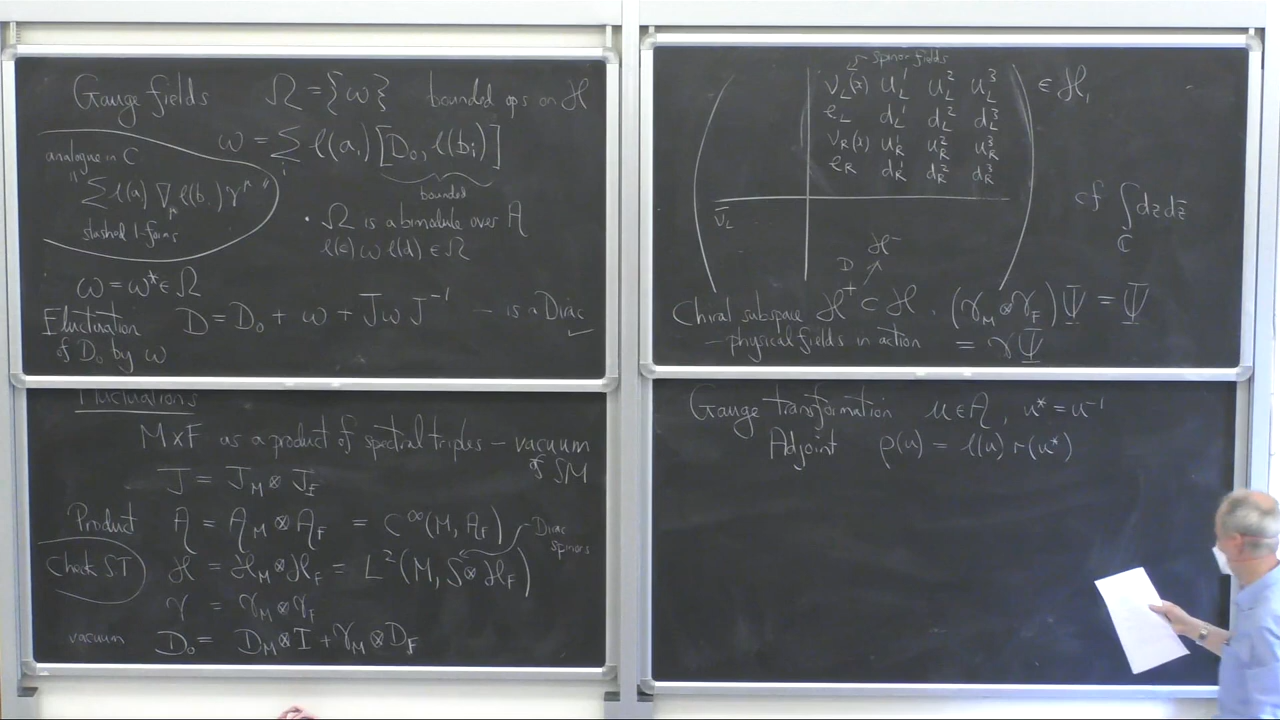 Gauge fields Ω = {ω} bounded ops on ℋ
ω = ∑_i l(a_i) [D_0, l(b_i)]
bounded
analogue in C
"∑ l(a) ∇_μ l(b_i) γ^μ"
slashed 1-forms
• Ω is a bimodule over A
l(c) ω l(d) ∈ Ω
ω = ω* ∈ Ω
Fluctuation D = D_0 + ω + JωJ^{-1} – is a Dirac ✓
of D_0 by ω
Fluctuations
M×F as a product of spectral triples – vacuum
of SM
J = J_M ⊗ J_F
Product A = A_M ⊗ A_F = C^∞(M, A_F)
Dirac
spinors
Check ST ℋ = ℋ_M ⊗ ℋ_F = L²(M, S⊗ℋ_F)
γ = γ_M ⊗ γ_F
vacuum D_0 = D_M ⊗ I + γ_M ⊗ D_F
spinor fields
ν_L(x) u_L^1 u_L^2 u_L^3 ∈ ℋ,
e_L d_L^1 d_L^2 d_L^3
ν_R(x) u_R^1 u_R^2 u_R^3
e_R d_R^1 d_R^2 d_R^3
ν̄_L
cf ∫_ℂ dz dz̄
ℋ^-
D
Chiral subspace ℋ^+ ⊂ ℋ, (γ_M ⊗ γ_F) Ψ = Ψ
– physical fields in action = γΨ
Gauge transformation u ∈ A, u* = u^{-1}
Adjoint ρ(u) = l(u) r(u*)